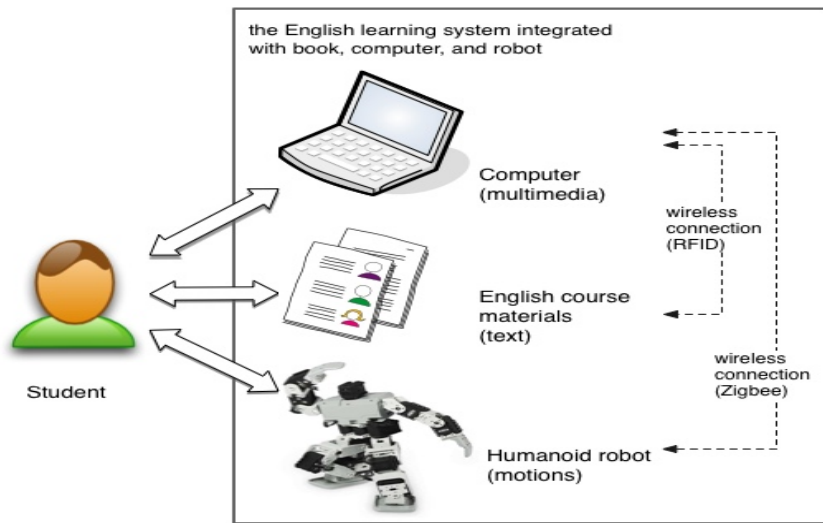 the English learning system integrated
with book, computer, and robot
Computer
(multimedia)
wireless
connection
(RFID)
English course
materials
(text)
wireless
connection
(Zigbee)
Student
Humanoid robot
(motions)